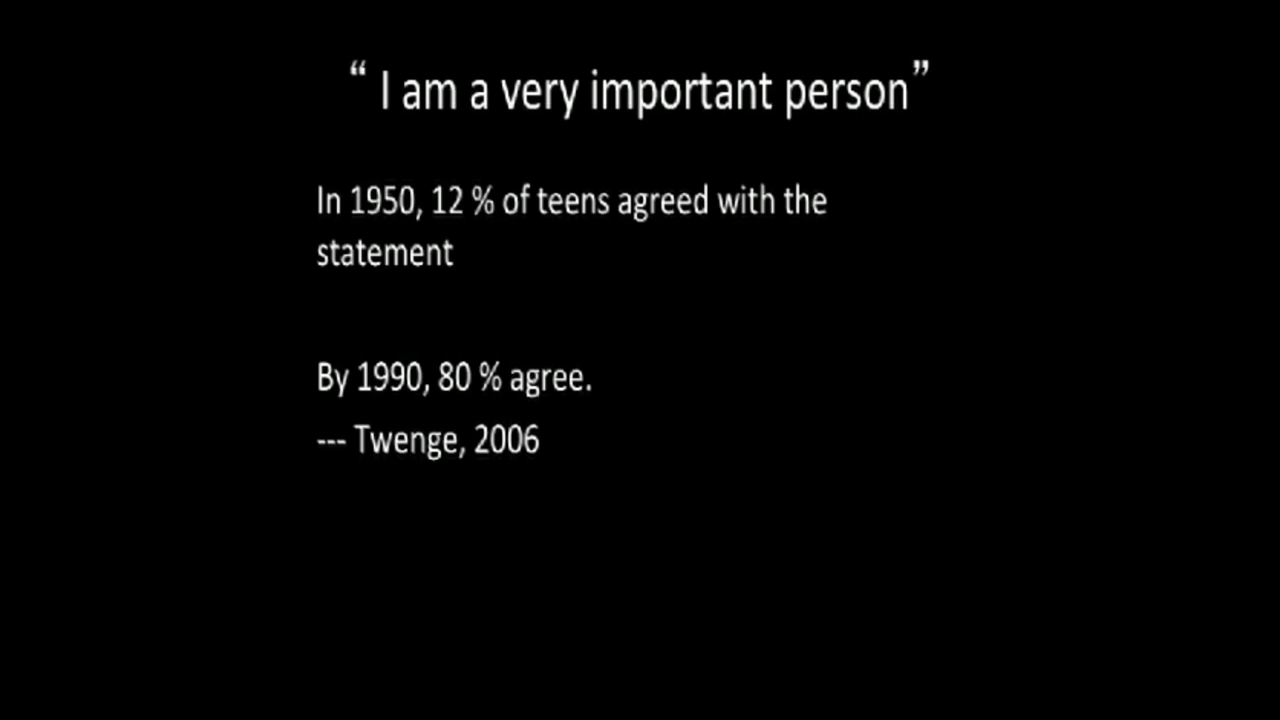 “ I am a very important person”
In 1950, 12 % of teens agreed with the
statement
By 1990, 80 % agree.
--- Twenge, 2006